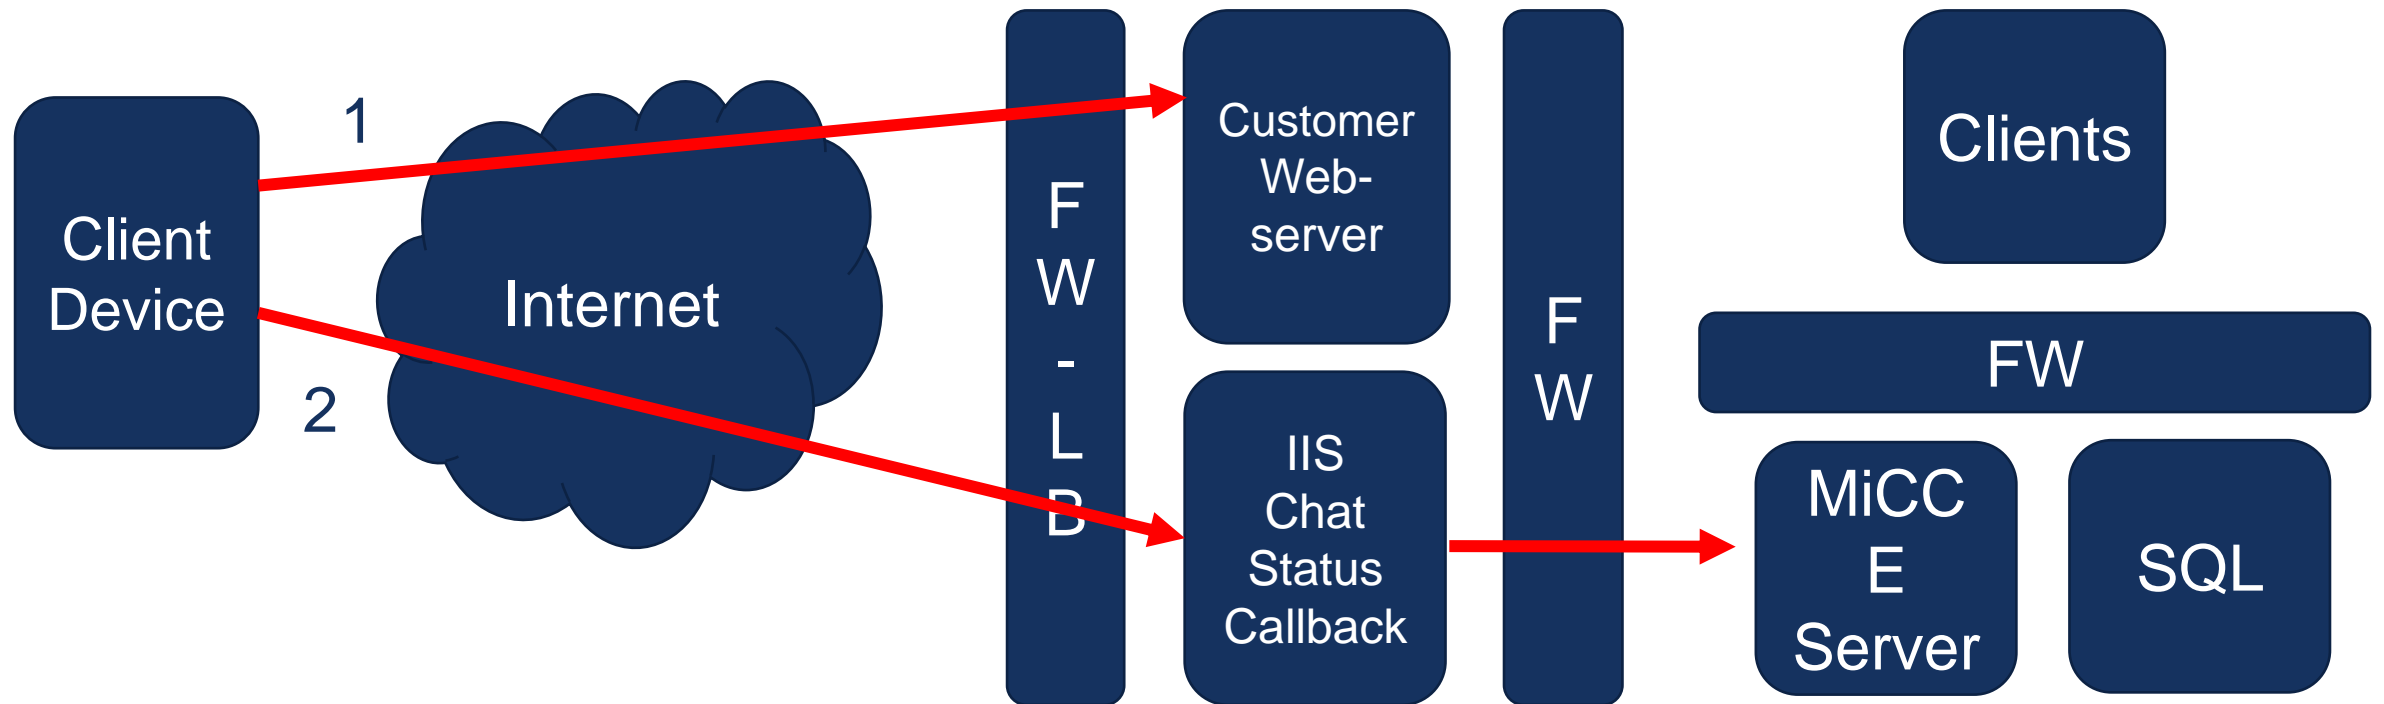 Client
Device
1
2
Internet
F
W
-
L
B
Customer
Web-
server
IIS
Chat
Status
Callback
F
W
Clients
FW
MiCC
E
Server
SQL